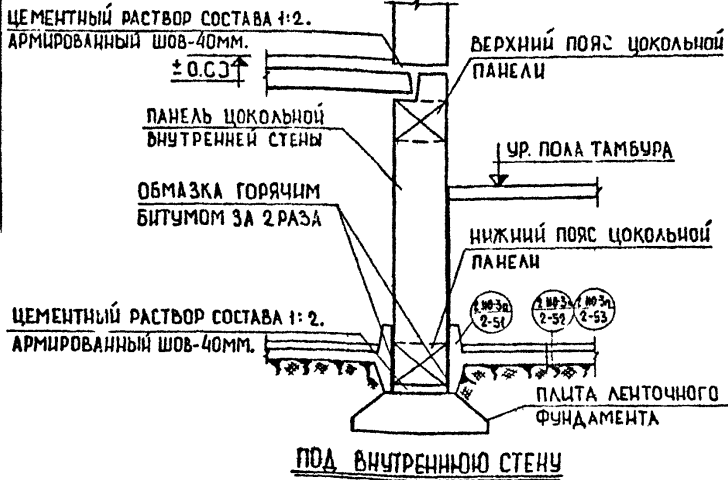 ЦЕМЕНТНЫЙ РАСТВОР СОСТАВА 1:2.
АРМИРОВАННЫЙ ШОВ-40ММ.
± 0.00
ВЕРХНИЙ ПОЯС ЦОКОЛЬНОЙ
ПАНЕЛИ
ПАНЕЛЬ ЦОКОЛЬНОЙ
ВНУТРЕННЕЙ СТЕНЫ
УР. ПОЛА ТАМБУРА
ОБМАЗКА ГОРЯЧИМ
БИТУМОМ ЗА 2 РАЗА
НИЖНИЙ ПОЯС ЦОКОЛЬНОЙ
ПАНЕЛИ
2-51
2-52
2-53
ЦЕМЕНТНЫЙ РАСТВОР СОСТАВА 1:2.
АРМИРОВАННЫЙ ШОВ-40ММ.
ПЛИТА ЛЕНТОЧНОГО
ФУНДАМЕНТА
ПОД ВНУТРЕННЮЮ СТЕНУ